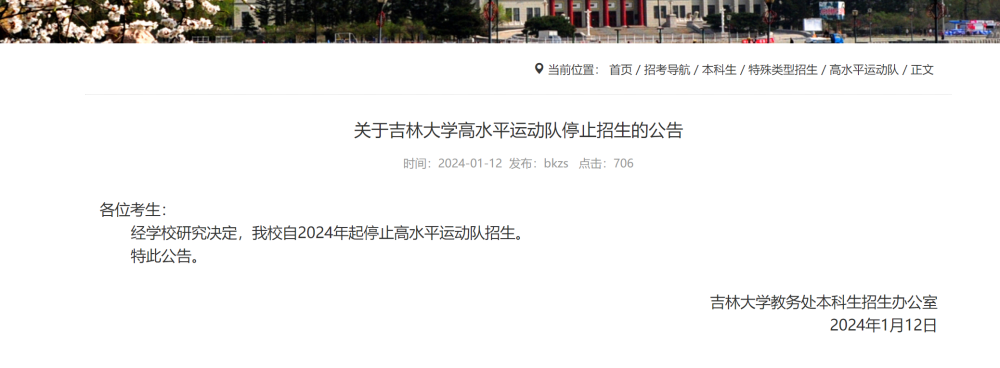 当前位置： 首页 / 招考导航 / 本科生 / 特殊类型招生 / 高水平运动队 / 正文
关于吉林大学高水平运动队停止招生的公告
时间：2024-01-12 发布：bkzs 点击：706
各位考生：
经学校研究决定，我校自2024年起停止高水平运动队招生。
特此公告。
吉林大学教务处本科生招生办公室
2024年1月12日